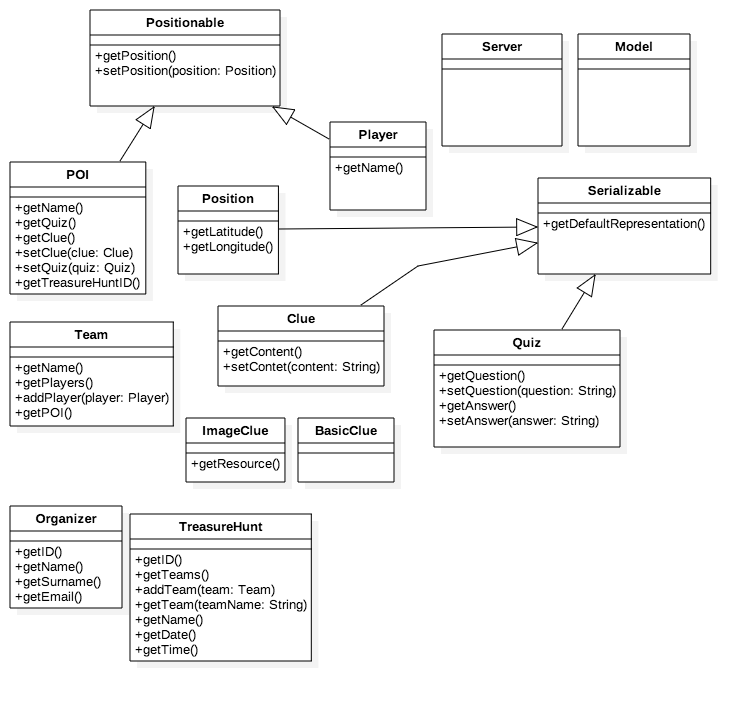 Positionable
+getPosition()
+setPosition(position: Position)
Server
Model
Player
+getName()
POI
+getName()
+getQuiz()
+getClue()
+setClue(clue: Clue)
+setQuiz(quiz: Quiz)
+getTreasureHuntID()
Position
+getLatitude()
+getLongitude()
Serializable
+getDefaultRepresentation()
Clue
+getContent()
+setContet(content: String)
Team
+getName()
+getPlayers()
+addPlayer(player: Player)
+getPOI()
Quiz
+getQuestion()
+setQuestion(question: String)
+getAnswer()
+setAnswer(answer: String)
ImageClue
+getResource()
BasicClue
Organizer
+getID()
+getName()
+getSurname()
+getEmail()
TreasureHunt
+getID()
+getTeams()
+addTeam(team: Team)
+getTeam(teamName: String)
+getName()
+getDate()
+getTime()